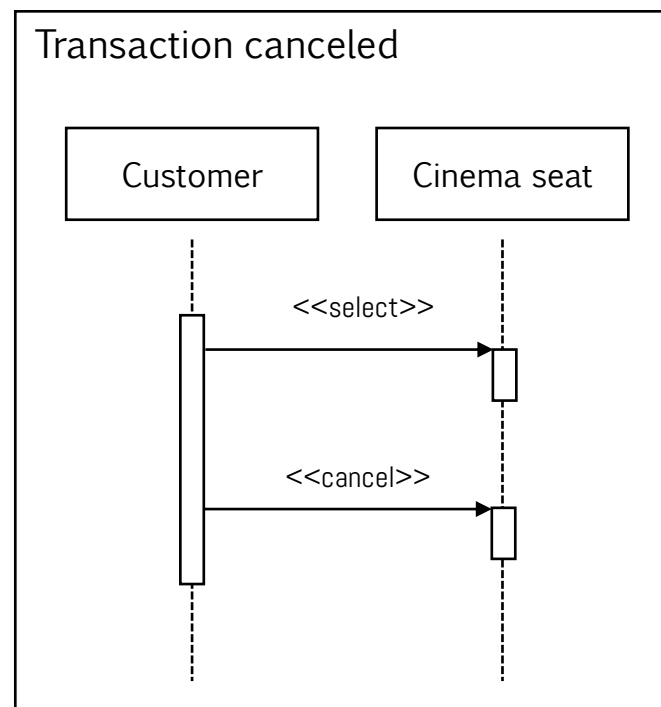 Transaction canceled
Customer
Cinema seat
<<select>>
<<cancel>>